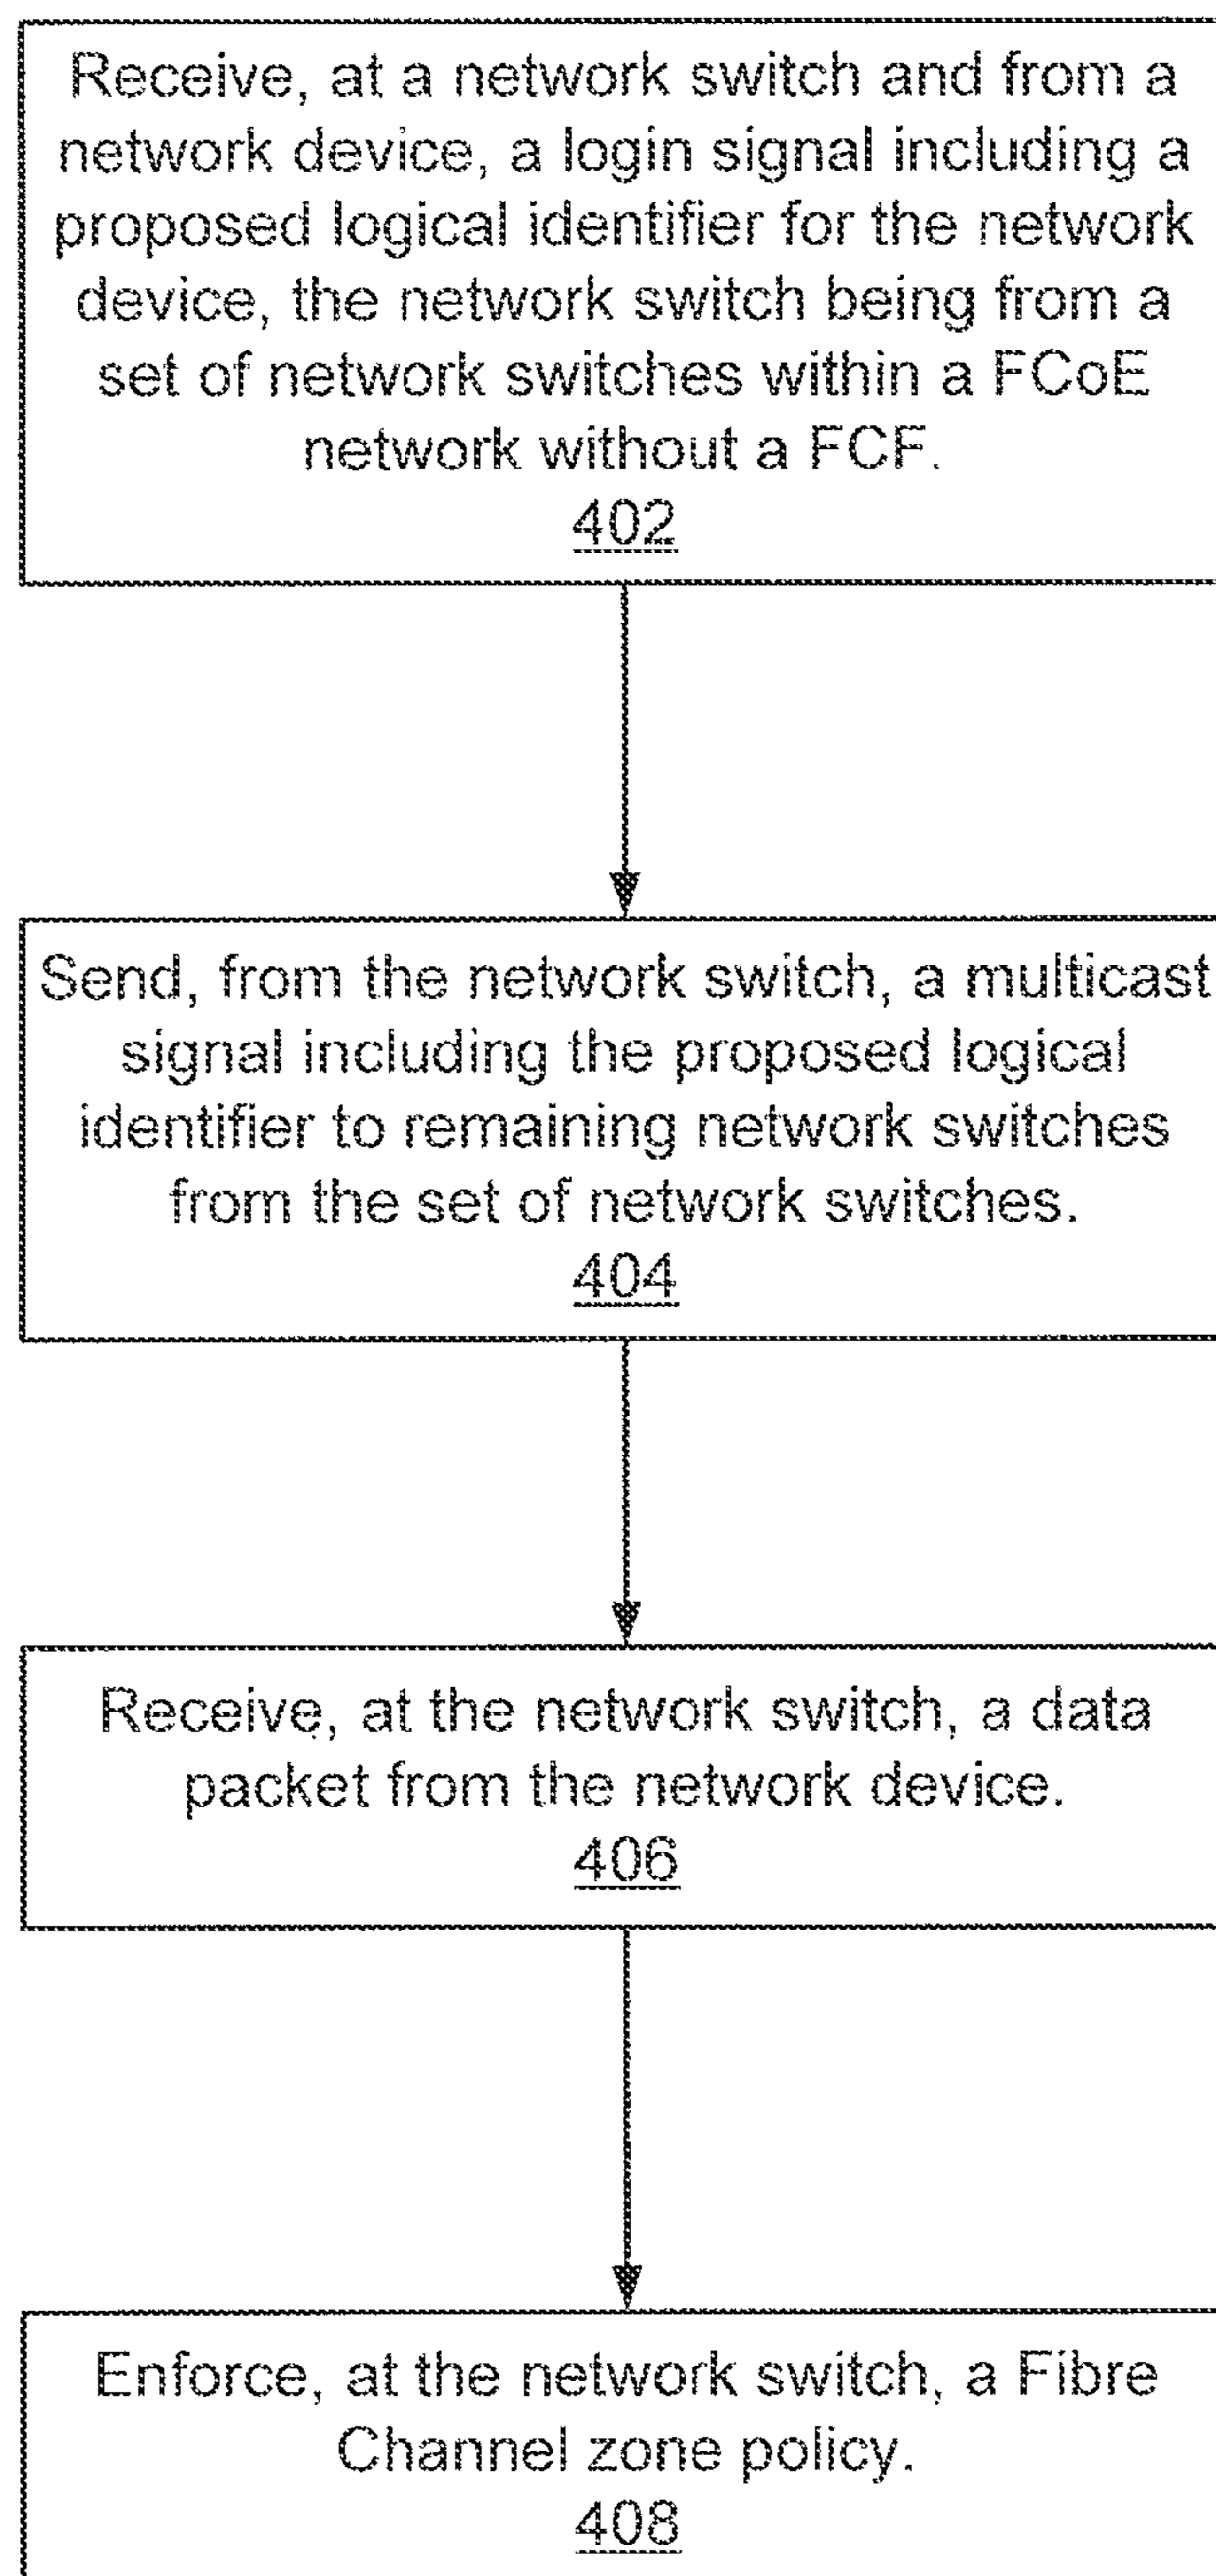 Receive, at a network switch and from a
network device, a login signal including a
proposed logical identifier for the network
device, the network switch being from a
set of network switches within a FCoE
network without a FCF.
402
Send, from the network switch, a multicast
signal including the proposed logical
identifier to remaining network switches
from the set of network switches.
404
Receive, at the network switch, a data
packet from the network device.
406
Enforce, at the network switch, a Fibre
Channel zone policy.
408